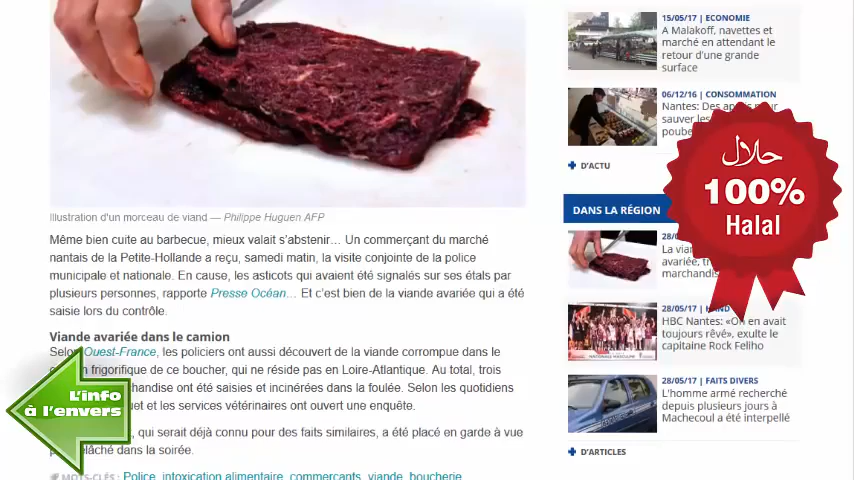 Illustration d'un morceau de viand — Philippe Huguen AFP
Même bien cuite au barbecue, mieux valait s'abstenir… Un commerçant du marché
nantais de la Petite-Hollande a reçu, samedi matin, la visite conjointe de la police
municipale et nationale. En cause, les asticots qui avaient été signalés sur ses étals par
plusieurs personnes, rapporte Presse Océan… Et c'est bien de la viande avariée qui a été
saisie lors du contrôle.
Viande avariée dans le camion
Selon Ouest-France, les policiers ont aussi découvert de la viande corrompue dans le
frigorifique de ce boucher, qui ne réside pas en Loire-Atlantique. Au total, trois
ont été saisies et incinérées dans la foulée. Selon les quotidiens
et les services vétérinaires ont ouvert une enquête.
, qui serait déjà connu pour des faits similaires, a été placé en garde à vue
dans la soirée.
MOTS-CLÉS : Police, intoxication alimentaire, commerçants, viande, boucherie
L'info
à l'envers
15/05/17 | ECONOMIE
A Malakoff, navettes et
marché en attendant le
retour d'une grande
surface
06/12/16 | CONSOMMATION
Nantes: Des
sauver les
D'ACTU
DANS LA RÉGION
حلال
100%
Halal
La
avariée,
28/05/17 |
HBC Nantes: «On en avait
toujours rêvé», exulte le
capitaine Rock Feliho
28/05/17 | FAITS DIVERS
L'homme armé recherché
depuis plusieurs jours à
Machecoul a été interpellé
D'ARTICLES